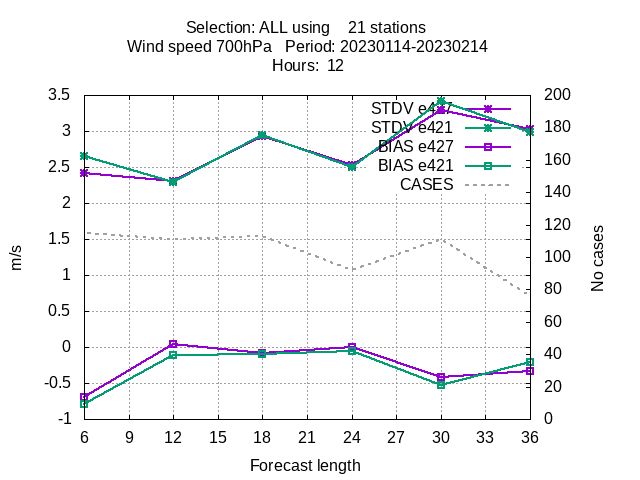 Selection: ALL using    21 stations
Wind speed 700hPa   Period: 20230114-20230214
Hours:  12
3.5
3
2.5
2
1.5
1
0.5
0
-0.5
-1
m/s
200
180
160
140
120
100
80
60
40
20
0
No cases
STDV e427
STDV e421
BIAS e427
BIAS e421
CASES
6 9 12 15 18 21 24 27 30 33 36
Forecast length